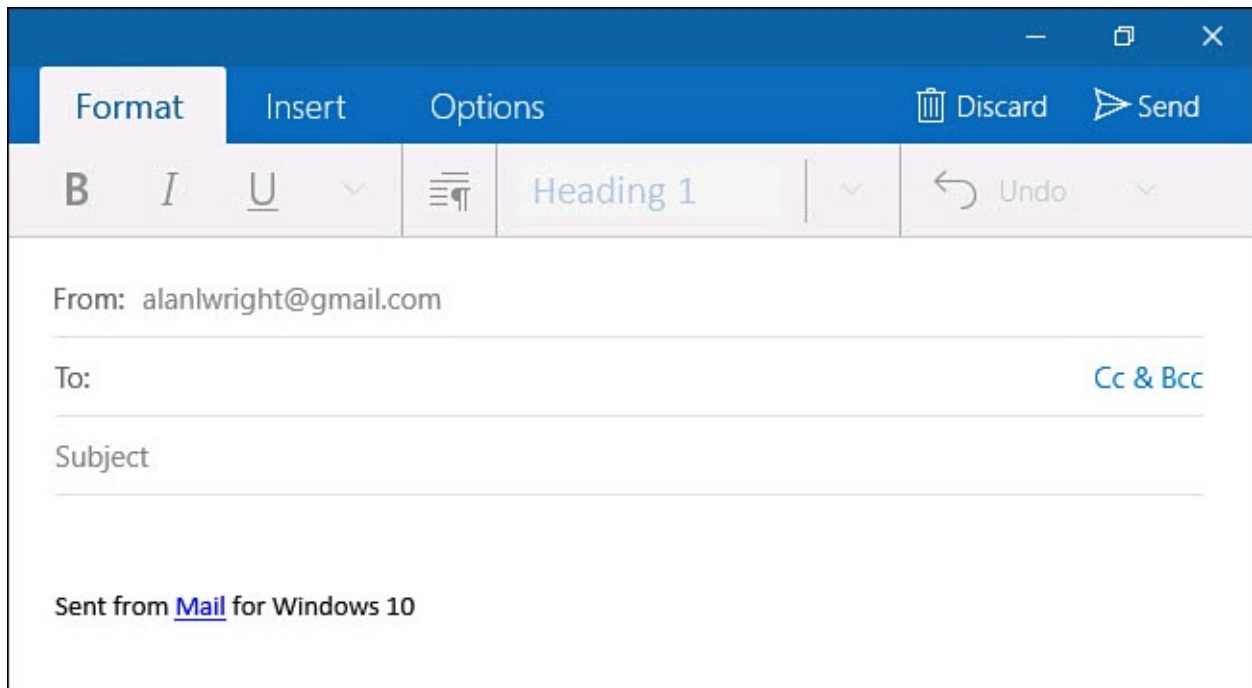 Format Insert Options Discard Send
B I U Heading 1 Undo
From: alanlwright@gmail.com
To: Cc & Bcc
Subject
Sent from Mail for Windows 10